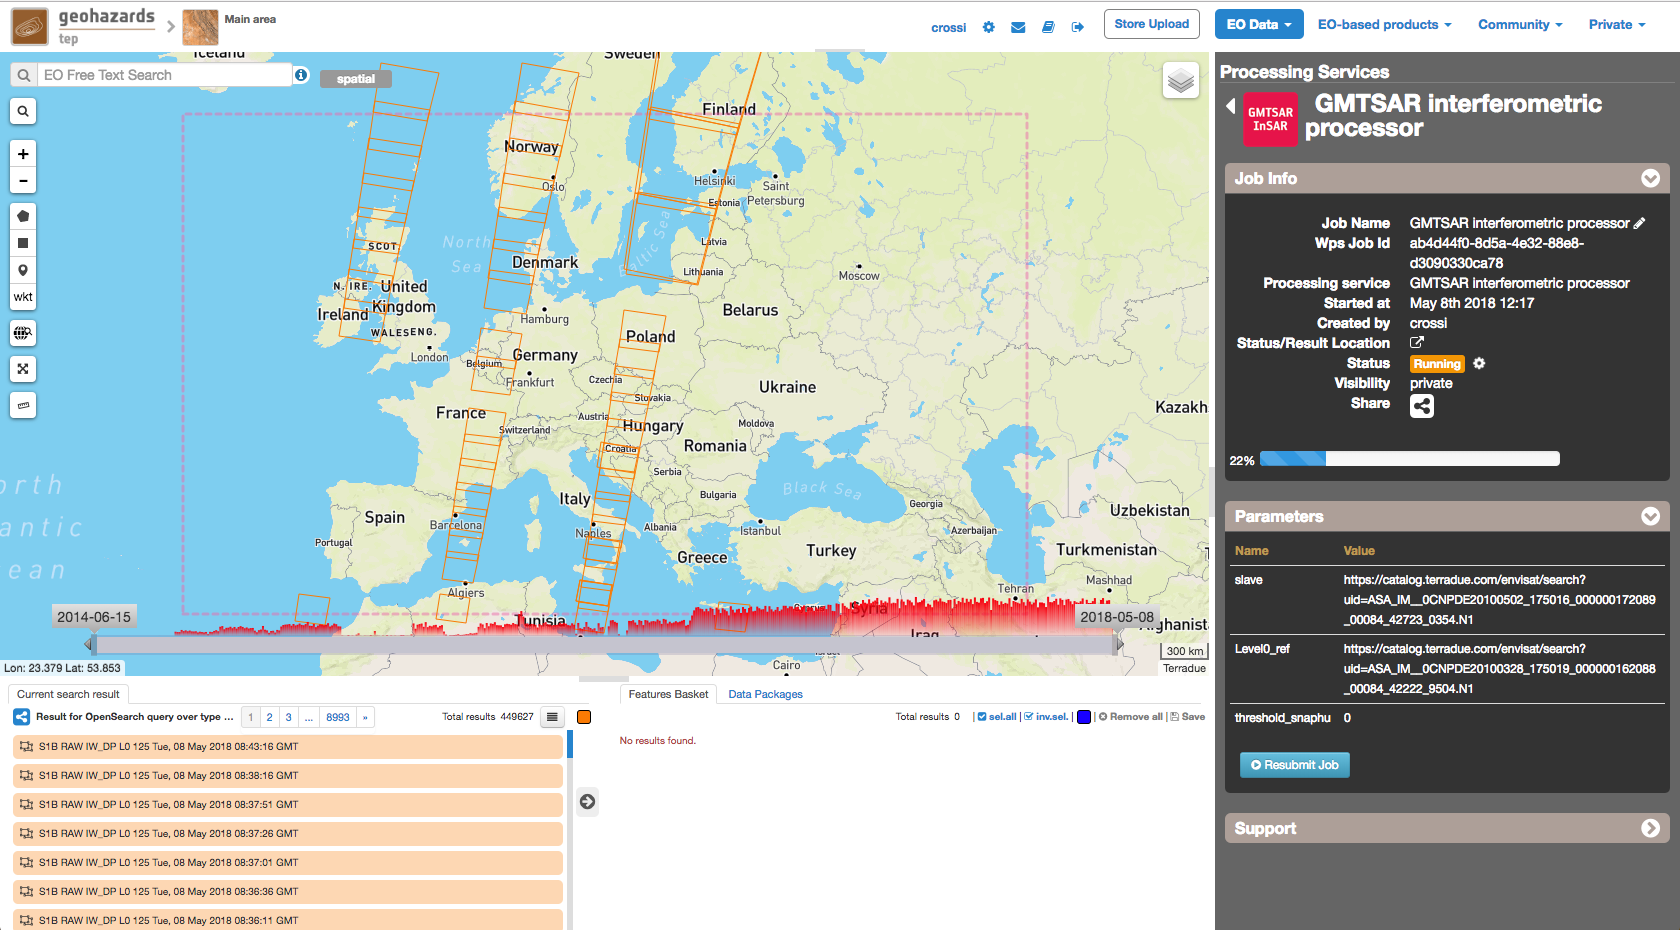 geohazards
tep
Main area
crossi
Store Upload
EO Data
EO-based products
Community
Private
EO Free Text Search
spatial
wkt
Iceland
Sweden
Finland
Norway
Oslo
Helsinki
Saint
Petersburg
Estonia
North
Sea
Baltic Sea
Latvia
SCOT.
Denmark
Lithuania
Moscow
N. IRE.
United
Kingdom
Ireland
WALES
ENG.
Hamburg
Belarus
Poland
London
Belgium
Germany
Frankfurt
Czechia
Ukraine
Slovakia
France
Austria
Switzerland
Hungary
Moldova
Kazakh
Croatia
Romania
Serbia
Italy
Bulgaria
Black Sea
Georgia
Uzbekistan
Spain
Barcelona
Naples
Albania
Istanbul
Azerbaijan
Portugal
Greece
Turkey
Turkmenistan
orth
antic
ean
Algiers
Tehran
Mashhad
Tunisia
Cyprus
Syria
Iraq
Afghanist
Israel
Cairo
2014-06-15
2018-05-08
300 km
Terradue
Lon: 23.379 Lat: 53.853
Current search result
Result for OpenSearch query over type ...
1
2
3
...
8993
»
Total results 449627
S1B RAW IW_DP L0 125 Tue, 08 May 2018 08:43:16 GMT
S1B RAW IW_DP L0 125 Tue, 08 May 2018 08:38:16 GMT
S1B RAW IW_DP L0 125 Tue, 08 May 2018 08:37:51 GMT
S1B RAW IW_DP L0 125 Tue, 08 May 2018 08:37:26 GMT
S1B RAW IW_DP L0 125 Tue, 08 May 2018 08:37:01 GMT
S1B RAW IW_DP L0 125 Tue, 08 May 2018 08:36:36 GMT
S1B RAW IW_DP L0 125 Tue, 08 May 2018 08:36:11 GMT
Features Basket
Data Packages
Total results 0 | sel.all | inv.sel. | | Remove all | Save
No results found.
Processing Services
GMTSAR
InSAR
GMTSAR interferometric
processor
Job Info
Job Name GMTSAR interferometric processor
Wps Job Id ab4d44f0-8d5a-4e32-88e8-
d3090330ca78
Processing service GMTSAR interferometric processor
Started at May 8th 2018 12:17
Created by crossi
Status/Result Location
Status Running
Visibility private
Share
22%
Parameters
Name Value
slave https://catalog.terradue.com/envisat/search?
uid=ASA_IM__0CNPDE20100502_175016_000000172089
_00084_42723_0354.N1
Level0_ref https://catalog.terradue.com/envisat/search?
uid=ASA_IM__0CNPDE20100328_175019_000000162088
_00084_42222_9504.N1
threshold_snaphu 0
Resubmit Job
Support